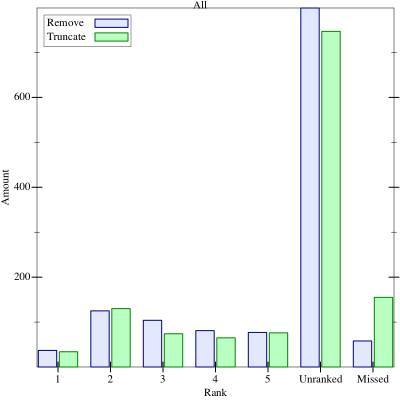 All
Remove
Truncate
600
400
200
Amount
1 2 3 4 5 Unranked Missed
Rank